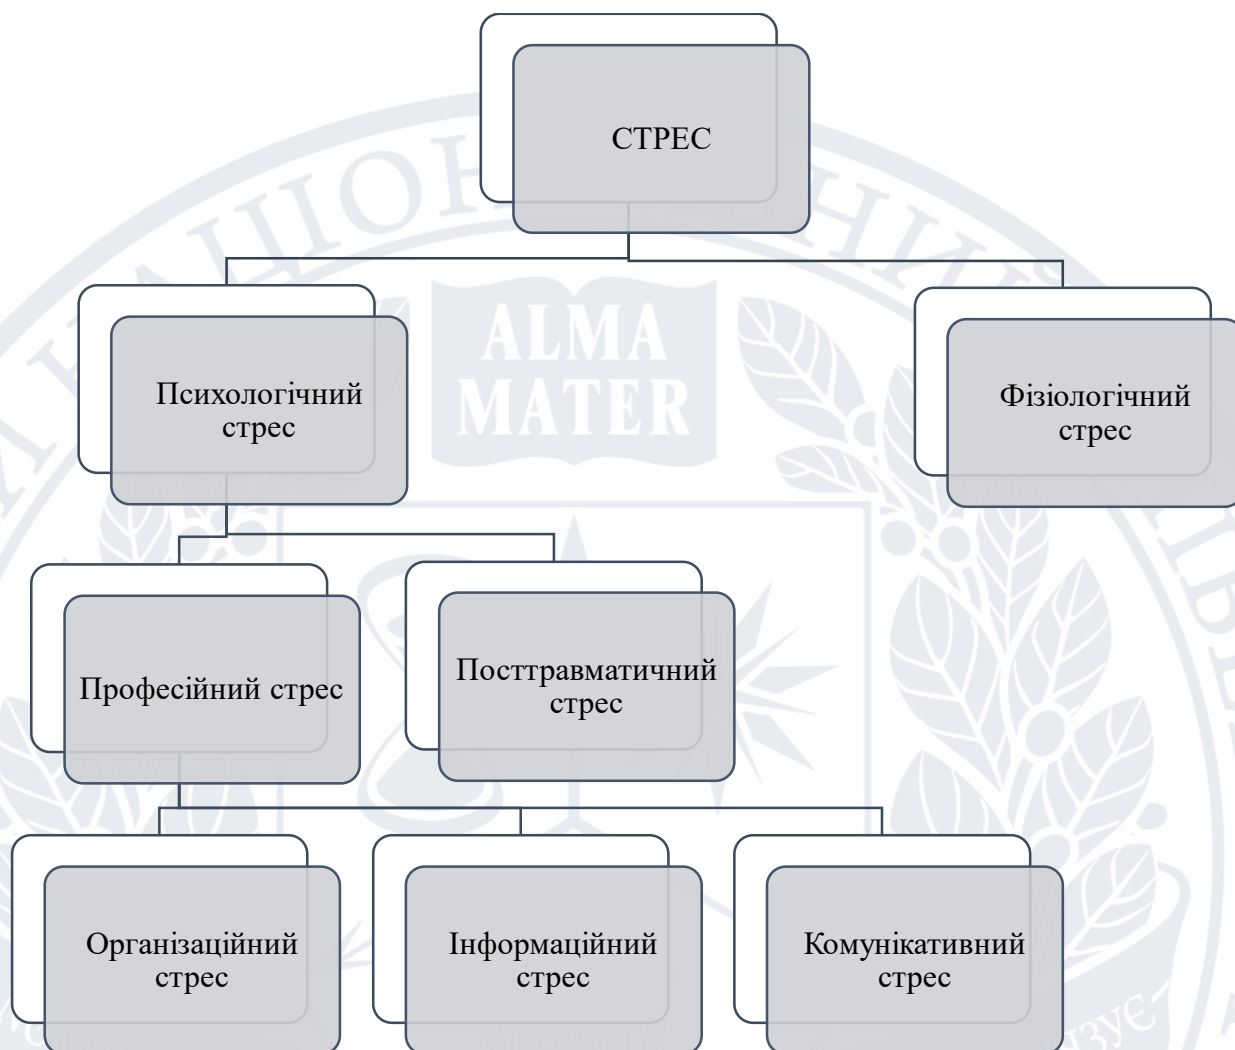 СТРЕС
ALMA
MATER
Психологічний
стрес
Фізіологічний
стрес
Професійний стрес
Посттравматичний
стрес
Організаційний
стрес
Інформаційний
стрес
Комунікативний
стрес